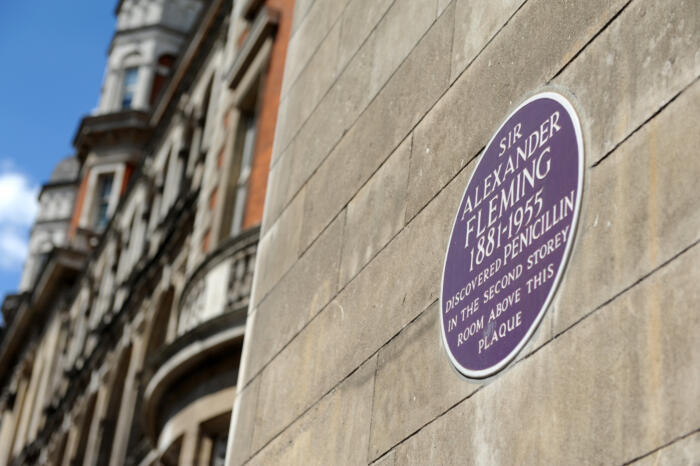 SIR
ALEXANDER
FLEMING
1881-1955
DISCOVERED PENICILLIN
IN THE SECOND STOREY
ROOM ABOVE THIS
PLAQUE